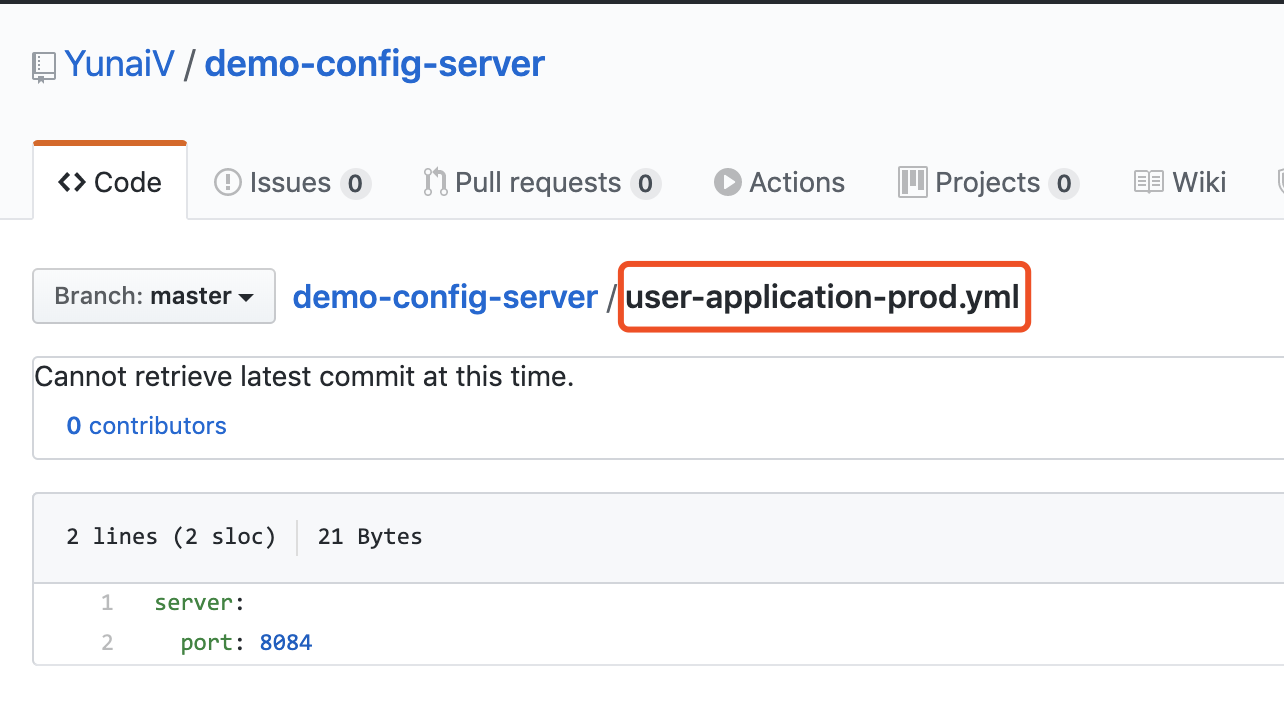 YunaiV / demo-config-server
Code Issues 0 Pull requests 0 Actions Projects 0 Wiki
Branch: master demo-config-server / user-application-prod.yml
Cannot retrieve latest commit at this time.
0 contributors
2 lines (2 sloc) 21 Bytes
1 server:
2 port: 8084